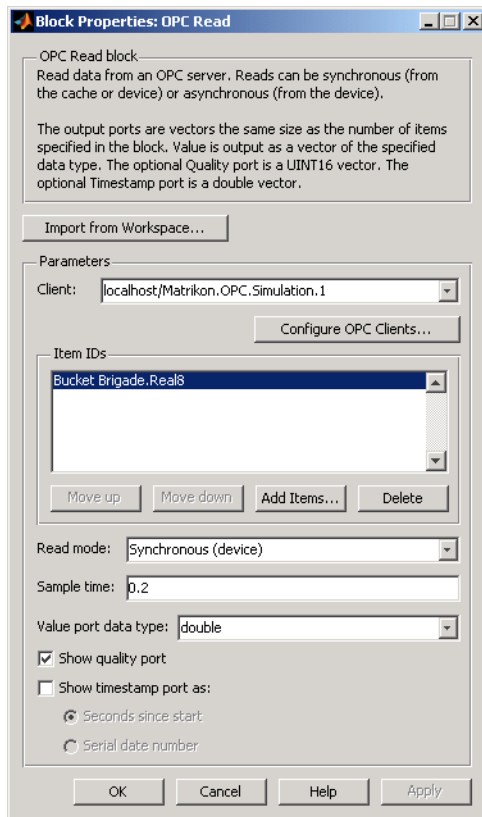 Block Properties: OPC Read
OPC Read block
Read data from an OPC server. Reads can be synchronous (from
the cache or device) or asynchronous (from the device).
The output ports are vectors the same size as the number of items
specified in the block. Value is output as a vector of the specified
data type. The optional Quality port is a UINT16 vector. The
optional Timestamp port is a double vector.
Import from Workspace...
Parameters
Client: localhost/Matrikon.OPC.Simulation.1
Configure OPC Clients...
Item IDs
Bucket Brigade.Real8
Move up Move down Add Items... Delete
Read mode: Synchronous (device)
Sample time: 0.2
Value port data type: double
Show quality port
Show timestamp port as:
Seconds since start
Serial date number
OK Cancel Help Apply